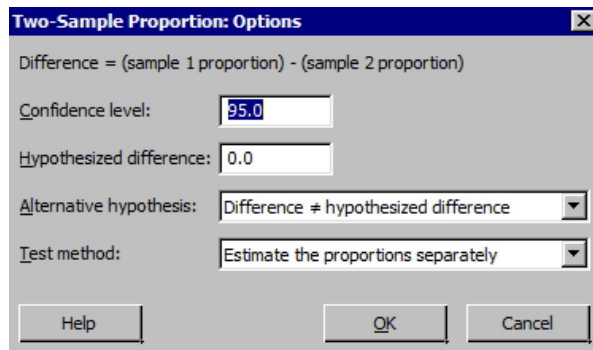 Two-Sample Proportion: Options
Difference = (sample 1 proportion) - (sample 2 proportion)
Confidence level: 95.0
Hypothesized difference: 0.0
Alternative hypothesis: Difference ≠ hypothesized difference
Test method: Estimate the proportions separately
Help OK Cancel